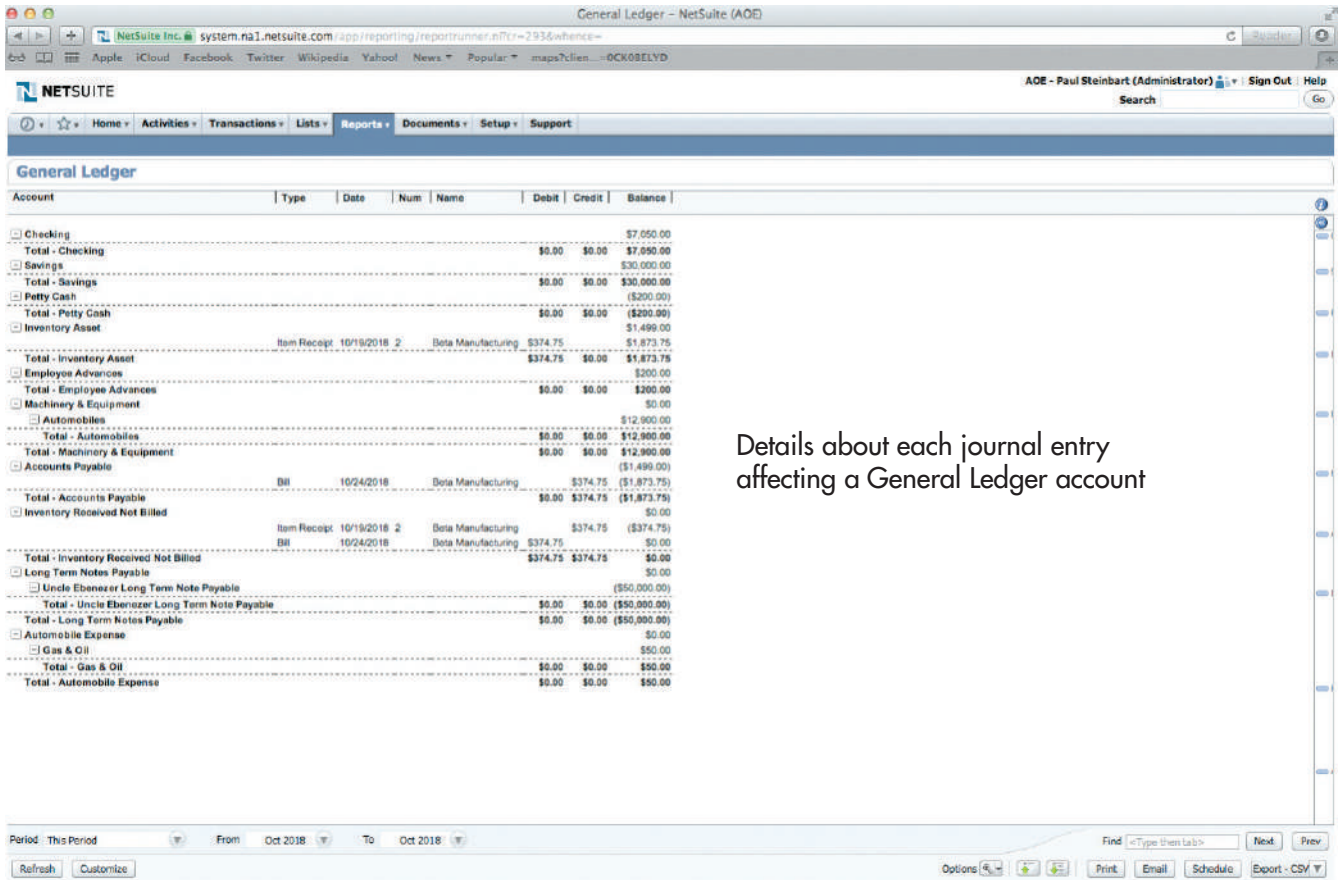 General Ledger – NetSuite (AOE)
NetSuite Inc. system.na1.netsuite.com/app/reporting/reportrunner.nl?cr=293&whence=
Reader
Apple iCloud Facebook Twitter Wikipedia Yahoo! News Popular maps?clien...=0CK0BELYD
AOE - Paul Steinbart (Administrator) Sign Out Help
NETSUITE
Search Go
Home Activities Transactions Lists Reports Documents Setup Support
General Ledger
Account Type Date Num Name Debit Credit Balance
Checking $7,050.00
Total - Checking $0.00 $0.00 $7,050.00
Savings $30,000.00
Total - Savings $0.00 $0.00 $30,000.00
Petty Cash ($200.00)
Total - Petty Cash $0.00 $0.00 ($200.00)
Inventory Asset $1,499.00
Item Receipt 10/19/2018 2 Beta Manufacturing $374.75 $1,873.75
Total - Inventory Asset $374.75 $0.00 $1,873.75
Employee Advances $200.00
Total - Employee Advances $0.00 $0.00 $200.00
Machinery & Equipment $0.00
Automobiles $12,900.00
Total - Automobiles $0.00 $0.00 $12,900.00
Total - Machinery & Equipment $0.00 $0.00 $12,900.00
Accounts Payable ($1,499.00)
Bill 10/24/2018 Beta Manufacturing $374.75 ($1,873.75)
Total - Accounts Payable $0.00 $374.75 ($1,873.75)
Inventory Received Not Billed $0.00
Item Receipt 10/19/2018 2 Beta Manufacturing $374.75 ($374.75)
Bill 10/24/2018 Beta Manufacturing $374.75 $0.00
Total - Inventory Received Not Billed $374.75 $374.75 $0.00
Long Term Notes Payable $0.00
Uncle Ebenezer Long Term Note Payable ($50,000.00)
Total - Uncle Ebenezer Long Term Note Payable $0.00 $0.00 ($50,000.00)
Total - Long Term Notes Payable $0.00 $0.00 ($50,000.00)
Automobile Expense $0.00
Gas & Oil $50.00
Total - Gas & Oil $0.00 $0.00 $50.00
Total - Automobile Expense $0.00 $0.00 $50.00
Details about each journal entry
affecting a General Ledger account
Period This Period From Oct 2018 To Oct 2018 Find <Type then tab> Next Prev
Refresh Customize Options Print Email Schedule Export - CSV